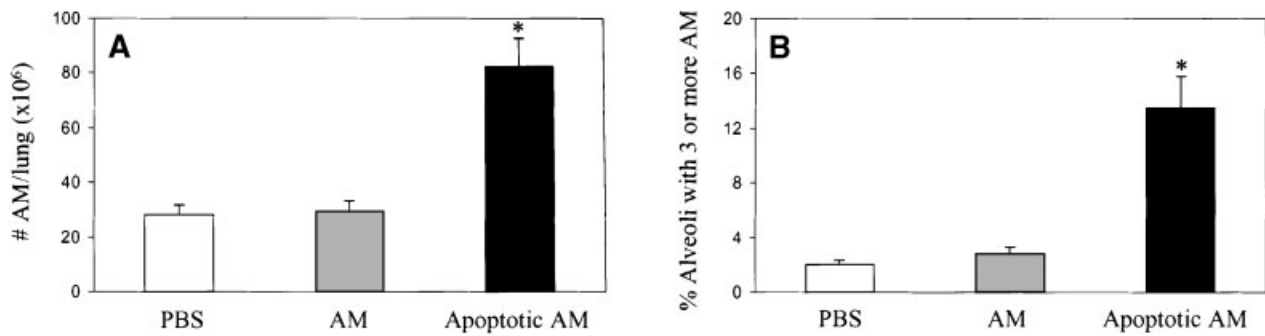 A
# AM/lung (x10⁶)
100
80
60
40
20
0
*
PBS AM Apoptotic AM
B
% Alveoli with 3 or more AM
20
16
12
8
4
0
*
PBS AM Apoptotic AM